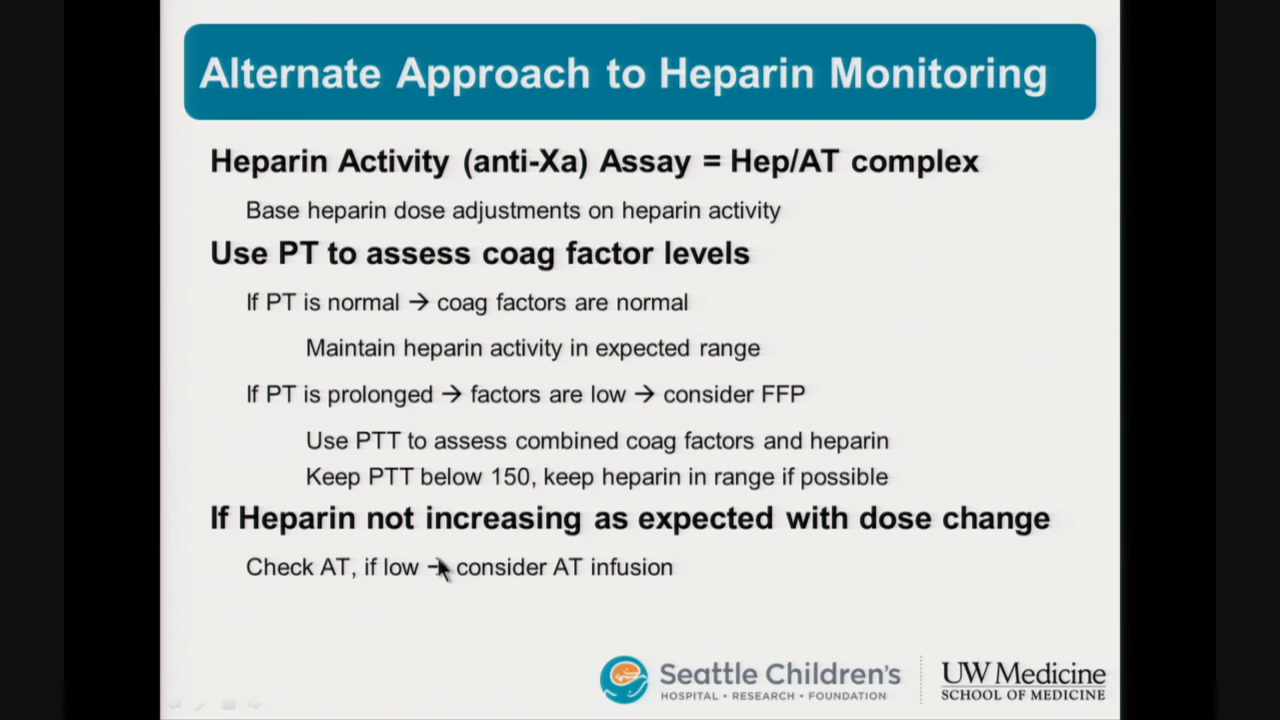 Alternate Approach to Heparin Monitoring
Heparin Activity (anti-Xa) Assay = Hep/AT complex
Base heparin dose adjustments on heparin activity
Use PT to assess coag factor levels
If PT is normal → coag factors are normal
Maintain heparin activity in expected range
If PT is prolonged → factors are low → consider FFP
Use PTT to assess combined coag factors and heparin
Keep PTT below 150, keep heparin in range if possible
If Heparin not increasing as expected with dose change
Check AT, if low → consider AT infusion
Seattle Children's
HOSPITAL • RESEARCH • FOUNDATION
UW Medicine
SCHOOL OF MEDICINE